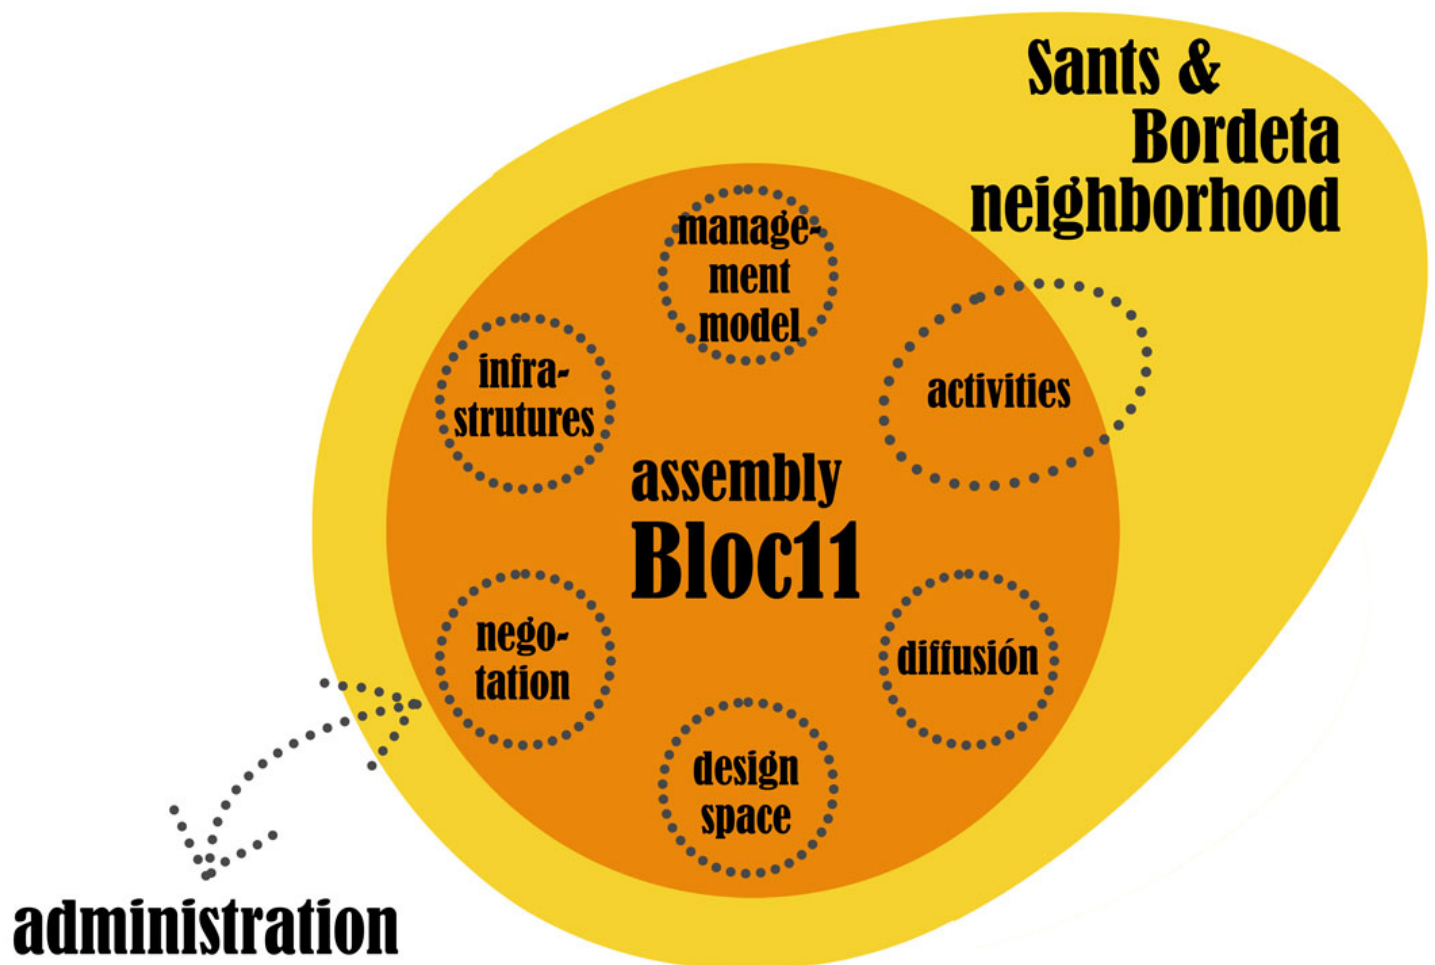 Sants &
Bordeta
neighborhood
manage-
ment
model
infra-
strutures
activities
assembly
Bloc11
nego-
tation
diffusión
design
space
administration